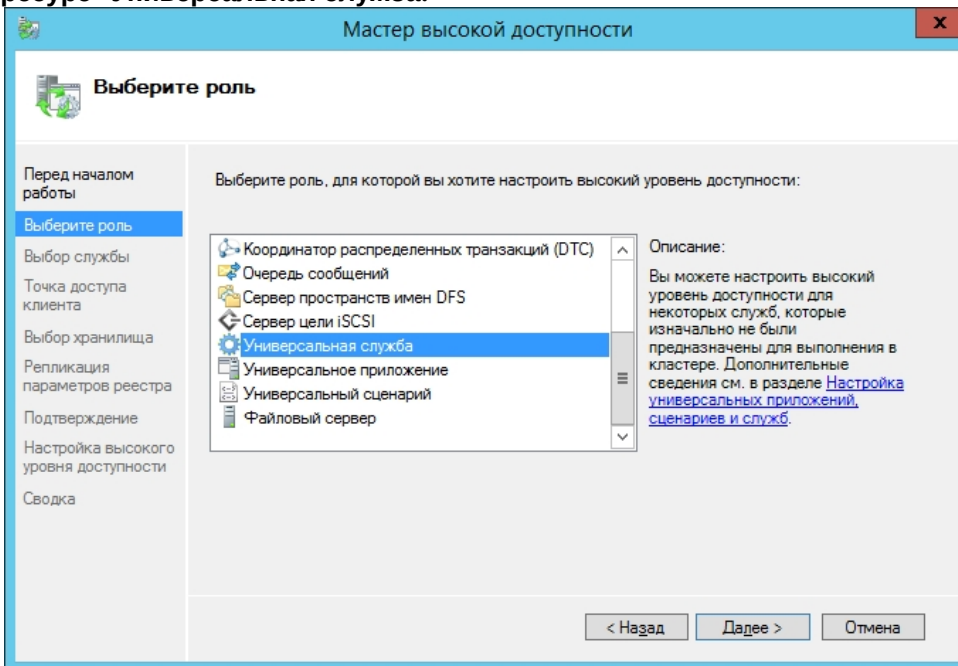 Мастер высокой доступности
x
Выберите роль
Перед началом
работы
Выберите роль
Выбор службы
Точка доступа
клиента
Выбор хранилища
Репликация
параметров реестра
Подтверждение
Настройка высокого
уровня доступности
Сводка
Выберите роль, для которой вы хотите настроить высокий уровень доступности:
Координатор распределенных транзакций (DTC)
Очередь сообщений
Сервер пространств имен DFS
Сервер цели iSCSI
Универсальная служба
Универсальное приложение
Универсальный сценарий
Файловый сервер
Описание:
Вы можете настроить высокий
уровень доступности для
некоторых служб, которые
изначально не были
предназначены для выполнения в
кластере. Дополнительные
сведения см. в разделе Настройка
универсальных приложений,
сценариев и служб.
< Назад
Далее >
Отмена